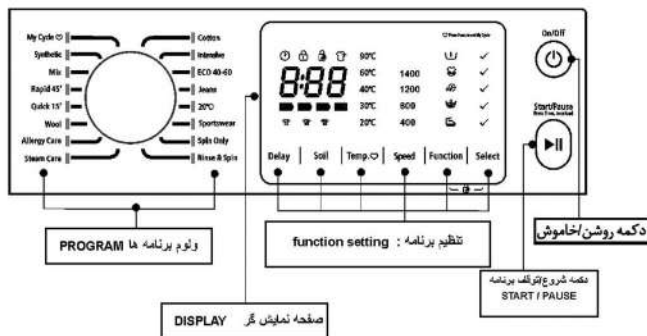 My Cycle ♡
Synthetic
Mix
Rapid 45'
Quick 15'
Wool
Allergy Care
Steam Care
Cotton
Intensive
ECO 40-60
Jeans
20°C
Sportswear
Spin Only
Rinse & Spin
8:88
90°C
60°C
40°C
30°C
20°C
1400
1200
800
400
Delay | Soil | Temp.♡ | Speed | Function | Select
On/Off
Start/Pause
ولوم برنامه ها PROGRAM
تنظیم برنامه : function setting
صفحه نمایش گر DISPLAY
دکمه روشن/خاموش
دکمه شروع/توقف برنامه
START / PAUSE